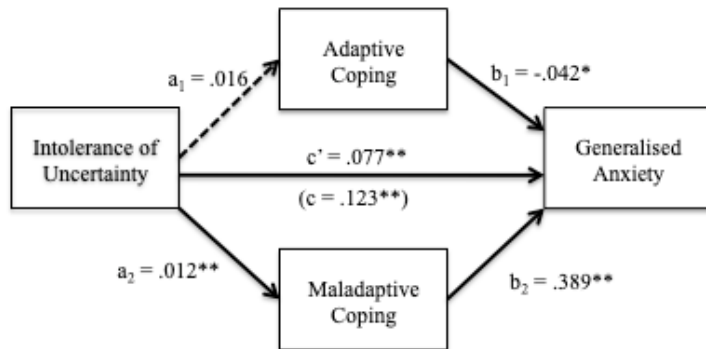 Adaptive
Coping
a₁ = .016
b₁ = -.042*
Intolerance of
Uncertainty
c’ = .077**
(c = .123**)
Generalised
Anxiety
a₂ = .012**
b₂ = .389**
Maladaptive
Coping